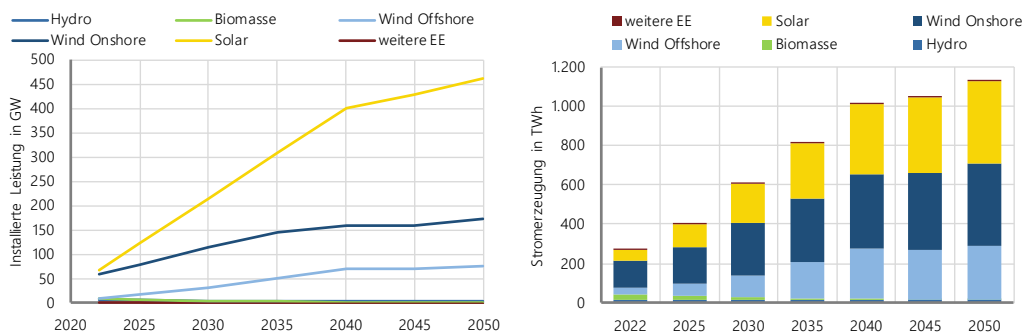 Hydro Biomasse Wind Offshore
Wind Onshore Solar weitere EE
Installierte Leistung in GW
500
450
400
350
300
250
200
150
100
50
0
2020 2025 2030 2035 2040 2045 2050
weitere EE Solar Wind Onshore
Wind Offshore Biomasse Hydro
Stromerzeugung in TWh
1.200
1.000
800
600
400
200
0
2022 2025 2030 2035 2040 2045 2050